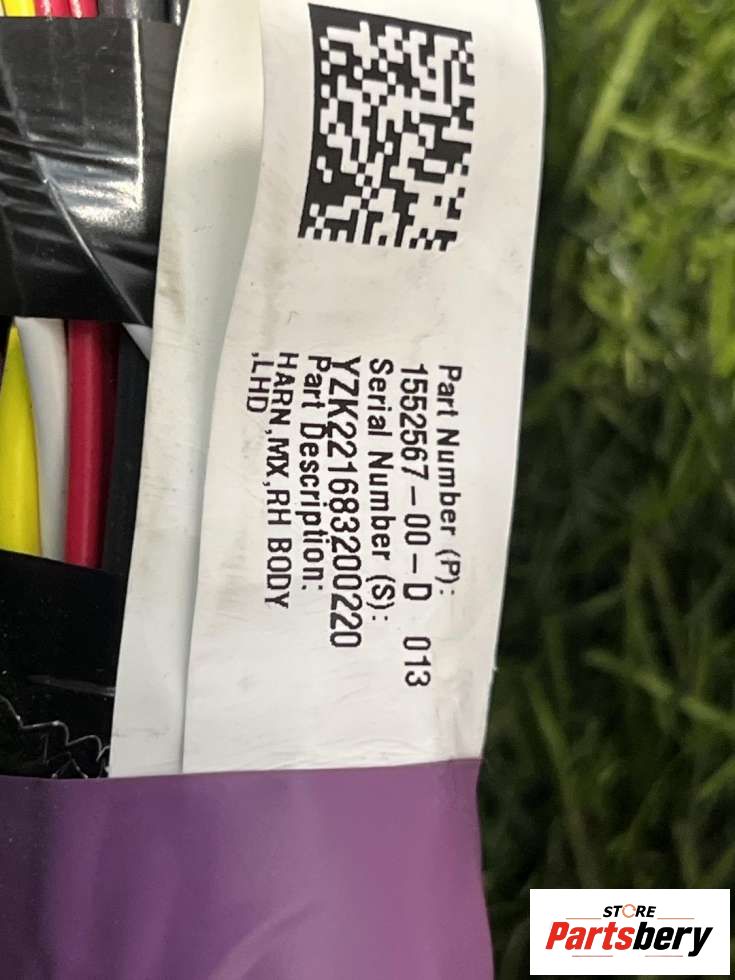 Part Number (P):
1552567-00-D 013
Serial Number (S):
YZK221683200220
Part Description:
HARN,MX,RH BODY
,LHD
STORE
Partsbery